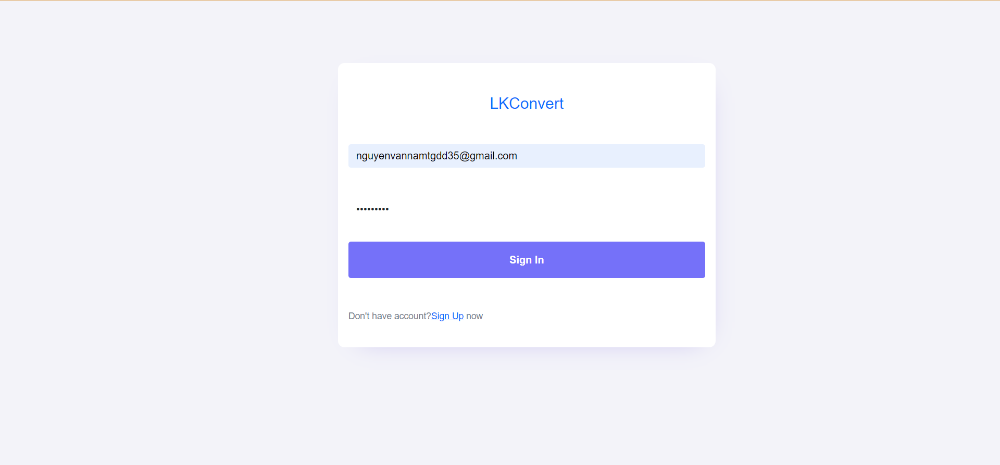 LKConvert
nguyenvannamtgdd35@gmail.com
•••••••••
Sign In
Don't have account?Sign Up now